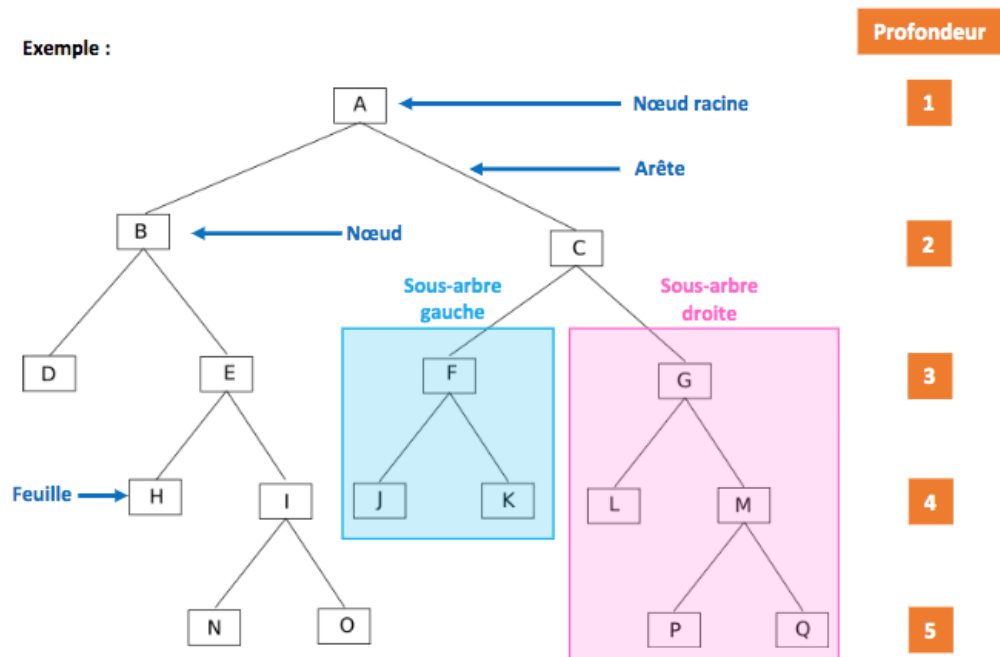 Profondeur
Exemple :
A
Nœud racine
1
Arête
B
Nœud
C
2
Sous-arbre
gauche
Sous-arbre
droite
D
E
F
G
3
Feuille
H
I
J
K
L
M
4
N
O
P
Q
5